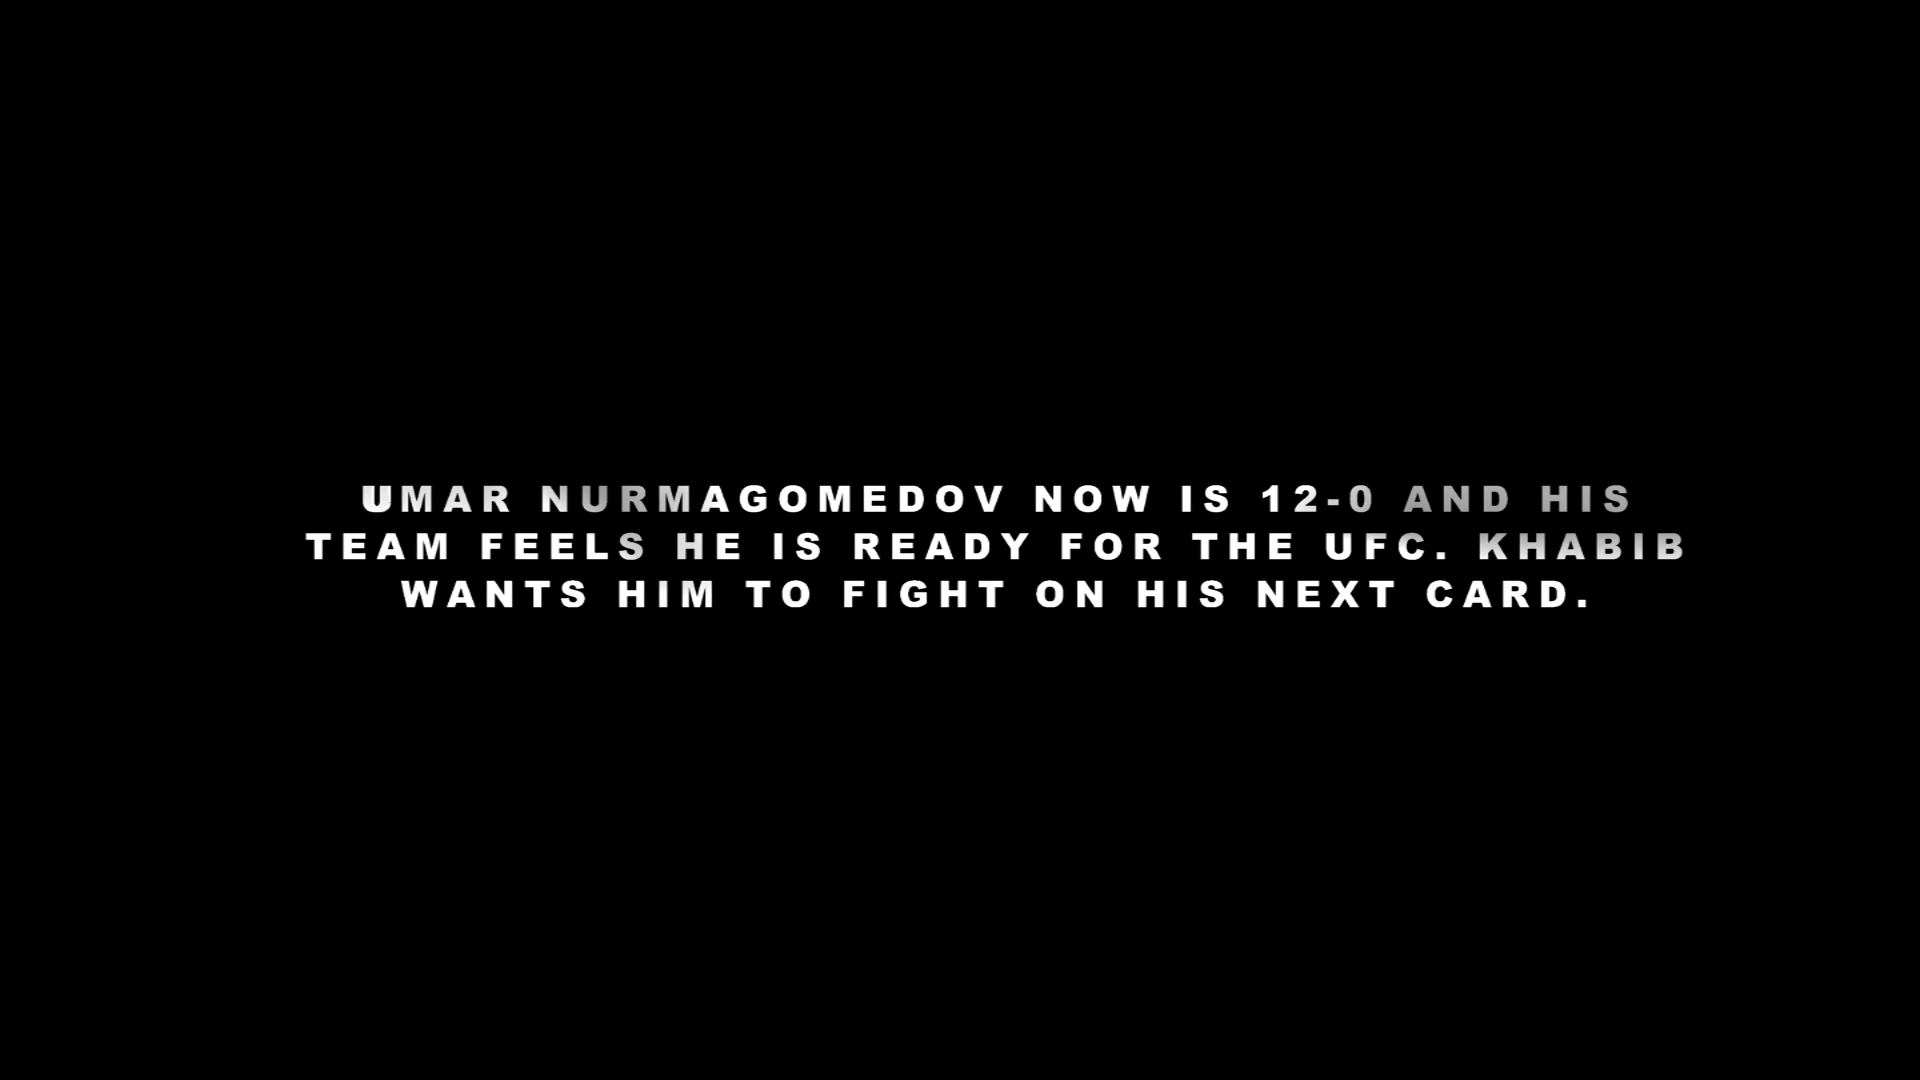 UMAR NURMAGOMEDOV NOW IS 12-0 AND HIS
TEAM FEELS HE IS READY FOR THE UFC. KHABIB
WANTS HIM TO FIGHT ON HIS NEXT CARD.